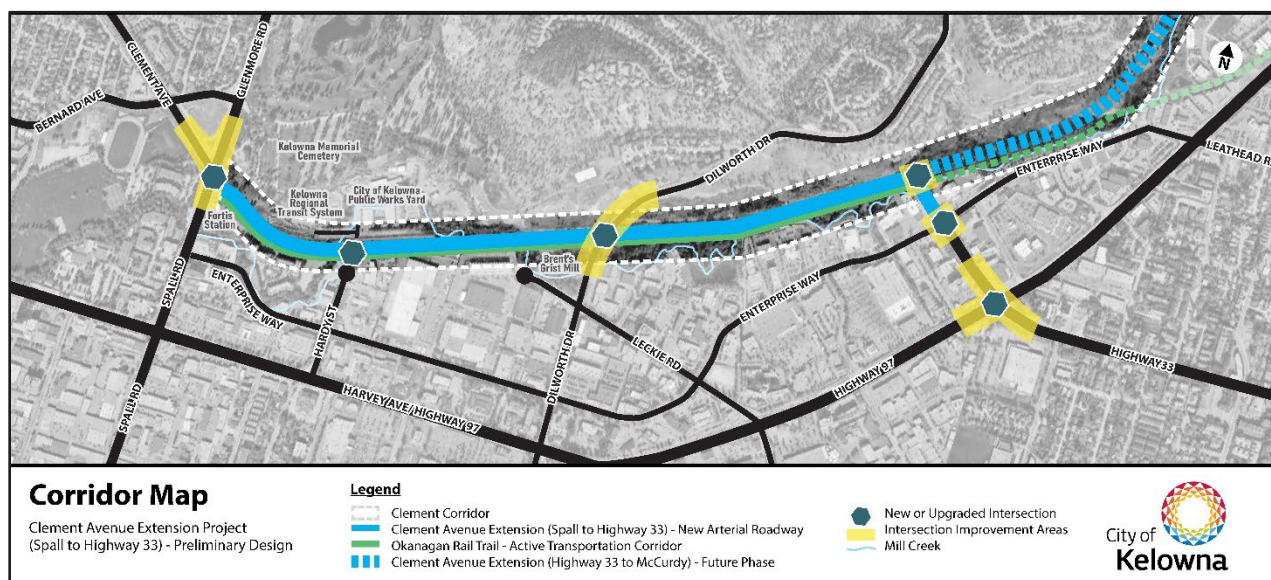 CLEMENT AVE
GLENMORE RD
BERNARD AVE
N
Kelowna Memorial
Cemetery
DILWORTH DR
ENTERPRISE WAY
LEATHEAD RD
Kelowna
Regional
Transit System
City of Kelowna
Public Works Yard
Fortis
Station
Brent's
Grist Mill
SPALL RD
ENTERPRISE WAY
HARDY ST
ENTERPRISE WAY
LECKIE RD
DILWORTH DR
HIGHWAY 97
HIGHWAY 33
SPALL RD
HARVEY AVE/ HIGHWAY 97
Corridor Map
Clement Avenue Extension Project
(Spall to Highway 33) - Preliminary Design
Legend
Clement Corridor
Clement Avenue Extension (Spall to Highway 33) - New Arterial Roadway
Okanagan Rail Trail - Active Transportation Corridor
Clement Avenue Extension (Highway 33 to McCurdy) - Future Phase
New or Upgraded Intersection
Intersection Improvement Areas
Mill Creek
City of
Kelowna